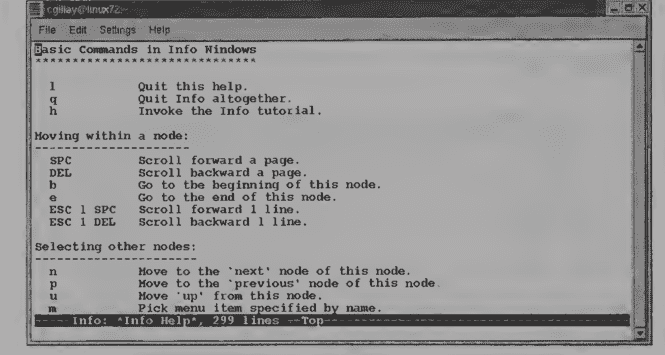 cgillay@linux72:~
File Edit Settings Help
Basic Commands in Info Windows
******************************
l Quit this help.
q Quit Info altogether.
h Invoke the Info tutorial.
Moving within a node:
---------------------
SPC Scroll forward a page.
DEL Scroll backward a page.
b Go to the beginning of this node.
e Go to the end of this node.
ESC 1 SPC Scroll forward 1 line.
ESC 1 DEL Scroll backward 1 line.
Selecting other nodes:
----------------------
n Move to the `next' node of this node.
p Move to the `previous' node of this node.
u Move `up' from this node.
m Pick menu item specified by name.
-----Info: *Info Help*, 299 lines --Top-----